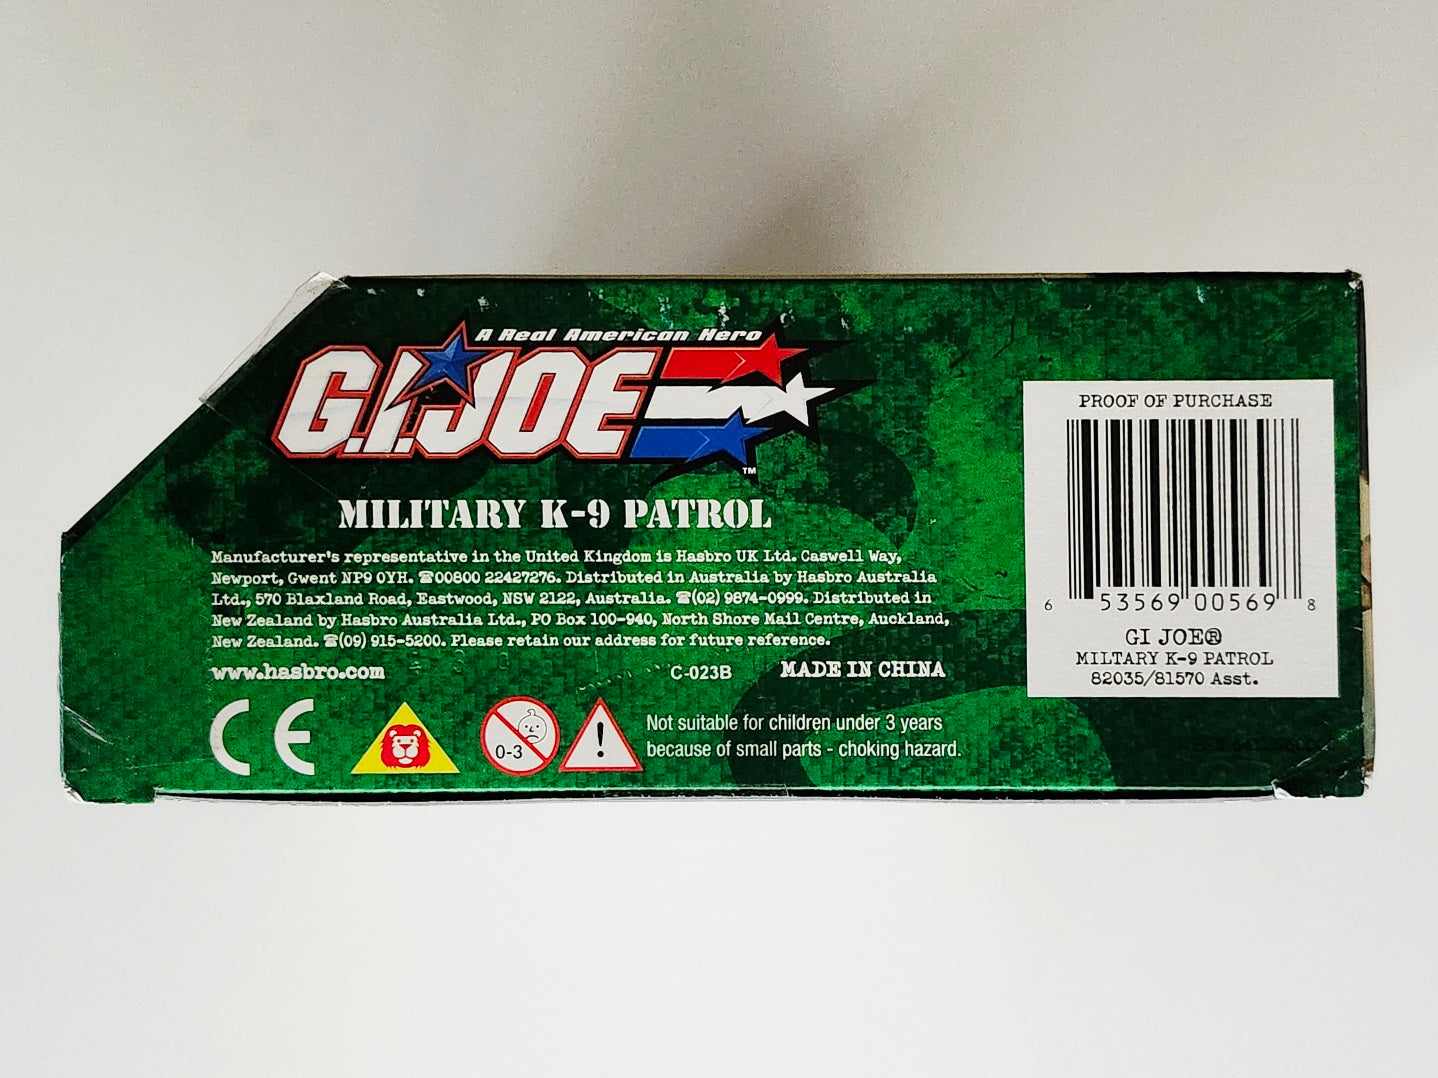 A Real American Hero
G.I. JOE
TM
MILITARY K-9 PATROL
Manufacturer's representative in the United Kingdom is Hasbro UK Ltd. Caswell Way,
Newport, Gwent NP9 0YH. ☎00800 22427276. Distributed in Australia by Hasbro Australia
Ltd., 570 Blaxland Road, Eastwood, NSW 2122, Australia. ☎(02) 9874-0999. Distributed in
New Zealand by Hasbro Australia Ltd., PO Box 100-940, North Shore Mail Centre, Auckland,
New Zealand. ☎(09) 915-5200. Please retain our address for future reference.
www.hasbro.com C-023B MADE IN CHINA
CE
0-3
!
Not suitable for children under 3 years
because of small parts - choking hazard.
PROOF OF PURCHASE
6 53569 00569 8
GI JOE®
MILTARY K-9 PATROL
82035/81570 Asst.